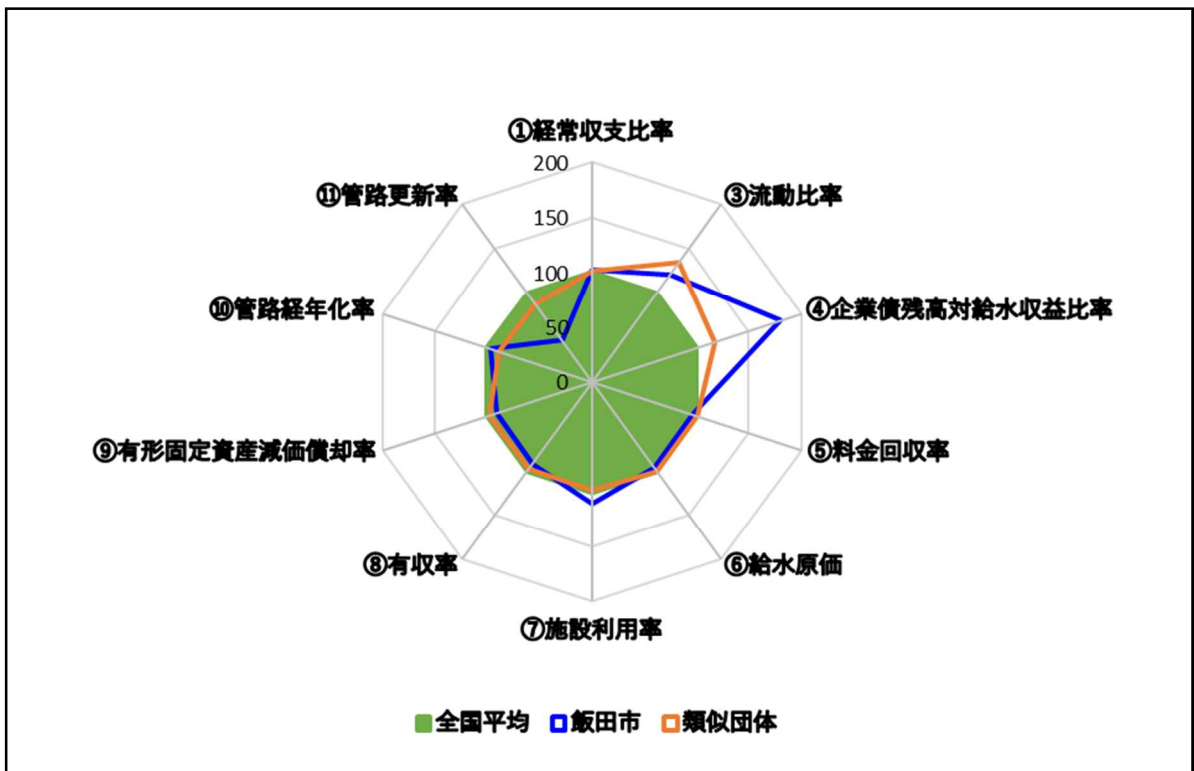 ①経常収支比率
200
⑪管路更新率
③流動比率
150
100
⑩管路経年化率
④企業債残高対給水収益比率
50
0
⑨有形固定資産減価償却率
⑤料金回収率
⑧有収率
⑥給水原価
⑦施設利用率
全国平均 飯田市 類似団体